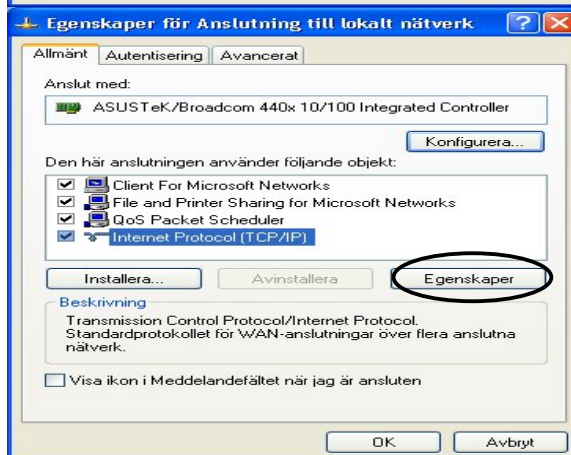 Egenskaper för Anslutning till lokalt nätverk
Allmänt Autentisering Avancerat
Anslut med:
ASUSTeK/Broadcom 440x 10/100 Integrated Controller
Konfigurera...
Den här anslutningen använder följande objekt:
Client For Microsoft Networks
File and Printer Sharing for Microsoft Networks
QoS Packet Scheduler
Internet Protocol (TCP/IP)
Installera... Avinstallera Egenskaper
Beskrivning
Transmission Control Protocol/Internet Protocol.
Standardprotokollet för WAN-anslutningar över flera anslutna
nätverk.
Visa ikon i Meddelandefältet när jag är ansluten
OK Avbryt